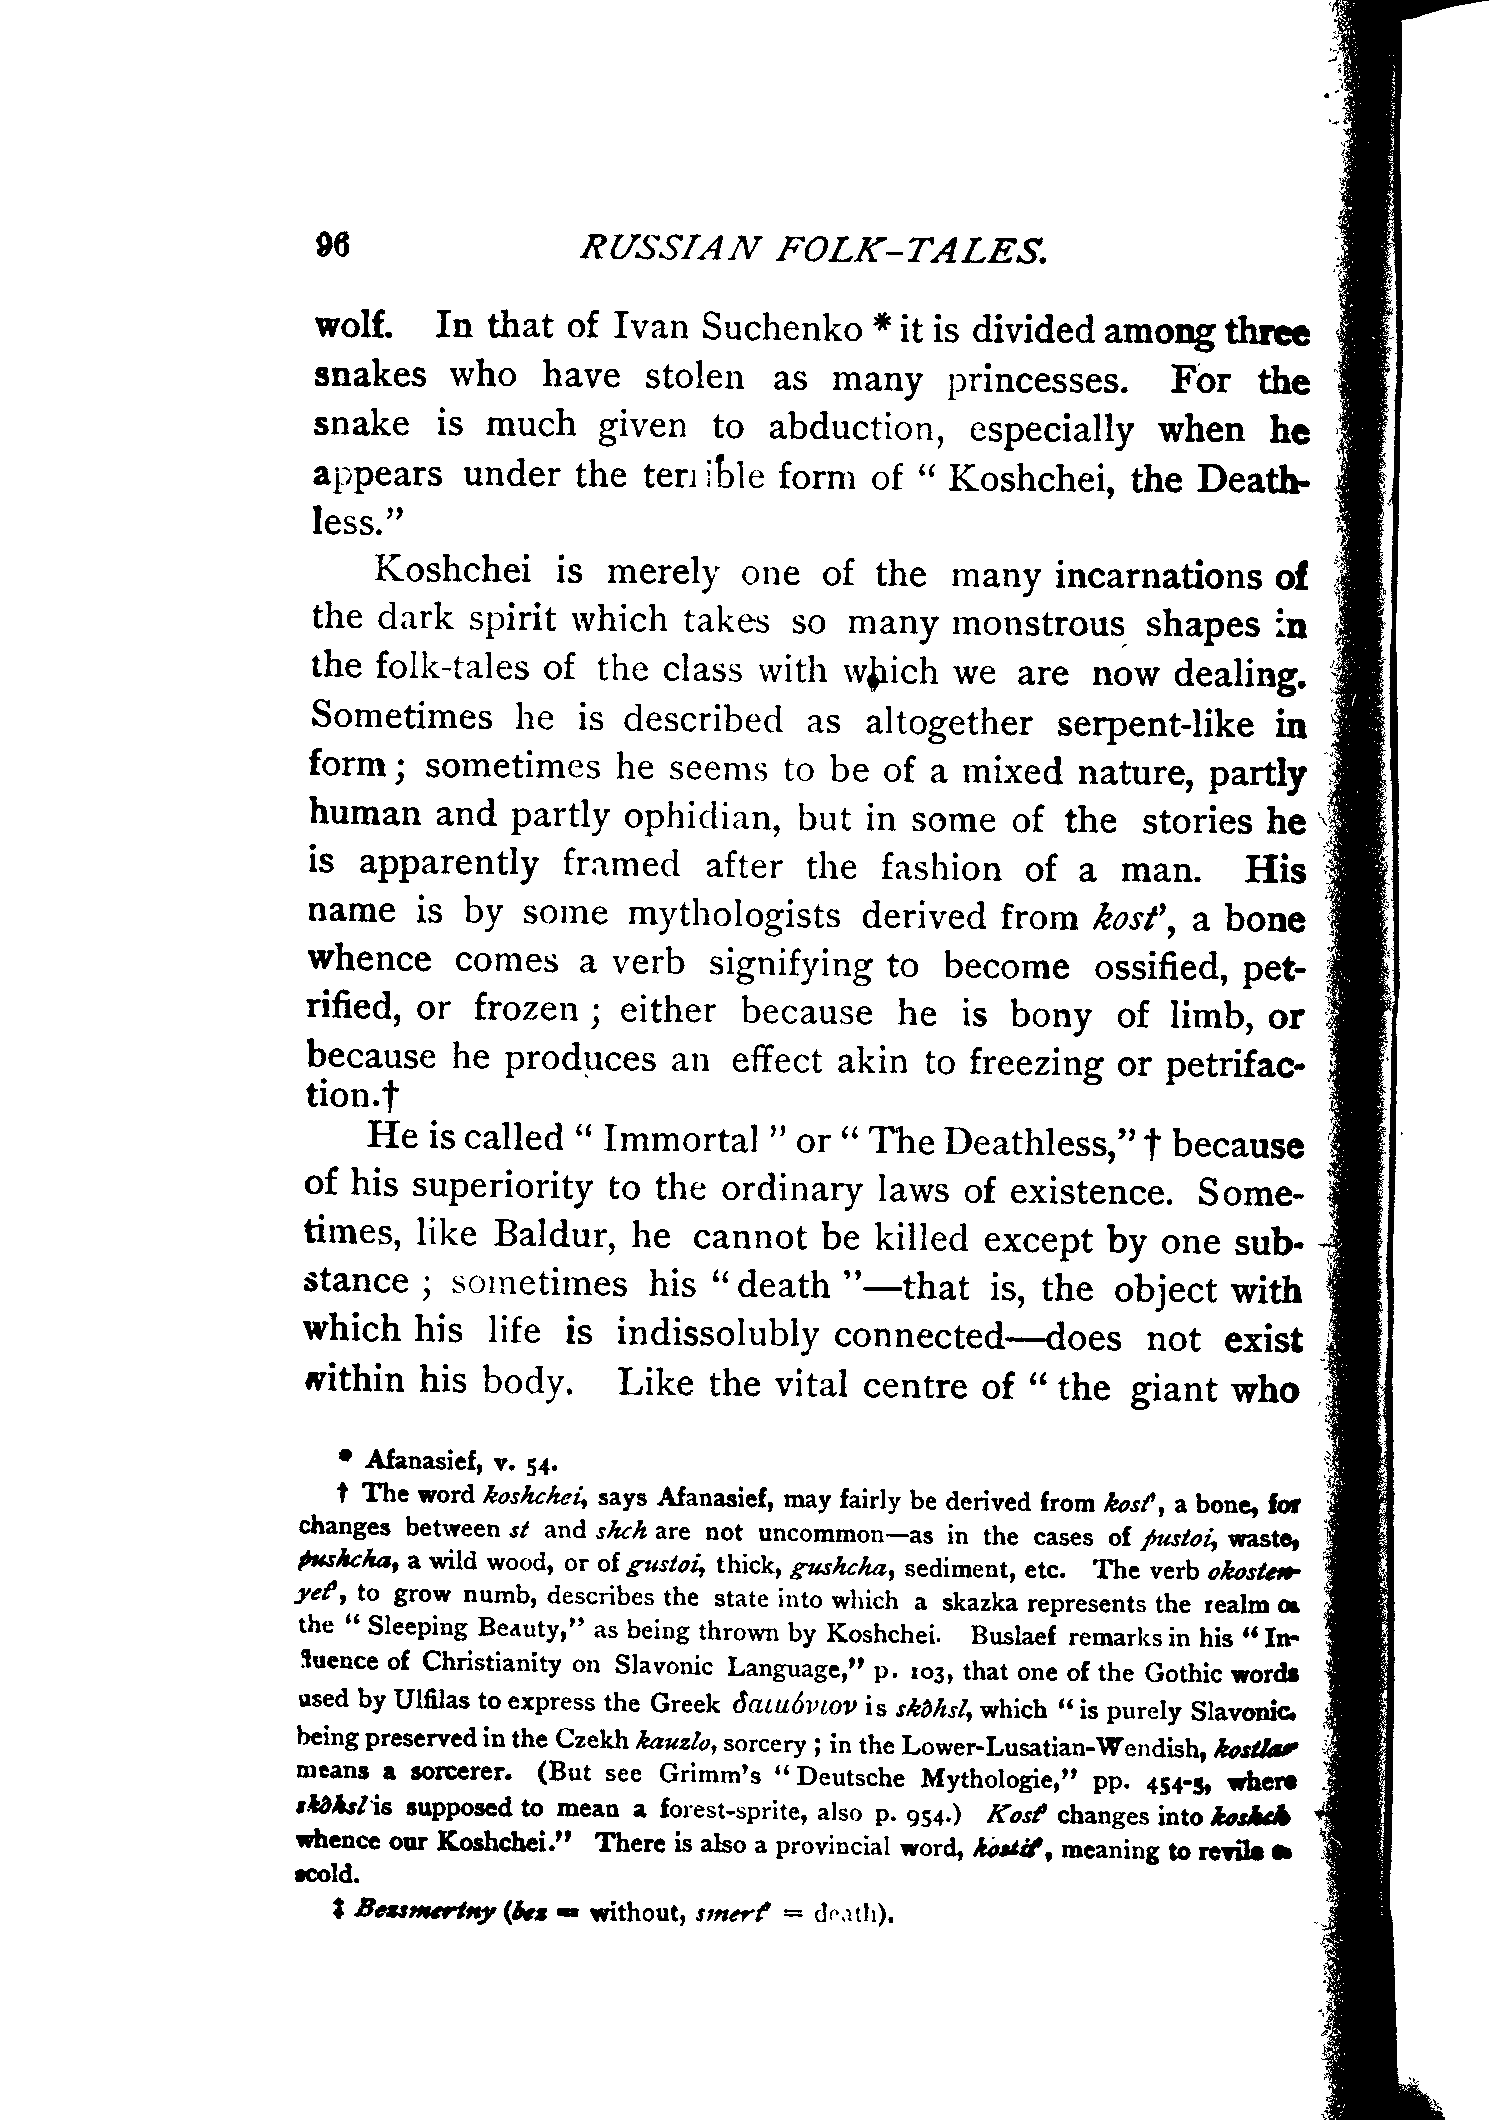 96 RUSSIAN FOLK-TALES.
wolf. In that of Ivan Suchenko * it is divided among three
snakes who have stolen as many princesses. For the
snake is much given to abduction, especially when he
appears under the terrible form of " Koshchei, the Death-
less."
Koshchei is merely one of the many incarnations of
the dark spirit which takes so many monstrous shapes in
the folk-tales of the class with which we are now dealing.
Sometimes he is described as altogether serpent-like in
form ; sometimes he seems to be of a mixed nature, partly
human and partly ophidian, but in some of the stories he
is apparently framed after the fashion of a man. His
name is by some mythologists derived from kost', a bone
whence comes a verb signifying to become ossified, pet-
rified, or frozen ; either because he is bony of limb, or
because he produces an effect akin to freezing or petrifac-
tion.†
He is called " Immortal " or " The Deathless," † because
of his superiority to the ordinary laws of existence. Some-
times, like Baldur, he cannot be killed except by one sub-
stance ; sometimes his " death "—that is, the object with
which his life is indissolubly connected—does not exist
within his body. Like the vital centre of " the giant who
* Afanasief, v. 54.
† The word koshchei, says Afanasief, may fairly be derived from kost', a bone, for
changes between st and shch are not uncommon—as in the cases of pustoi, waste,
pushcha, a wild wood, or of gustoi, thick, gushcha, sediment, etc. The verb okosten-
yet', to grow numb, describes the state into which a skazka represents the realm of
the " Sleeping Beauty," as being thrown by Koshchei. Buslaef remarks in his " In-
fluence of Christianity on Slavonic Language," p. 103, that one of the Gothic words
used by Ulfilas to express the Greek δαιμόνιον is skôhsl, which " is purely Slavonic,
being preserved in the Czekh kauzlo, sorcery ; in the Lower-Lusatian-Wendish, kostlar
means a sorcerer. (But see Grimm's " Deutsche Mythologie," pp. 454-5, where
skôhsl is supposed to mean a forest-sprite, also p. 954.) Kost' changes into koshch
whence our Koshchei." There is also a provincial word, kostit', meaning to revile or
scold.
‡ Bezsmertny (bez = without, smert' = death).